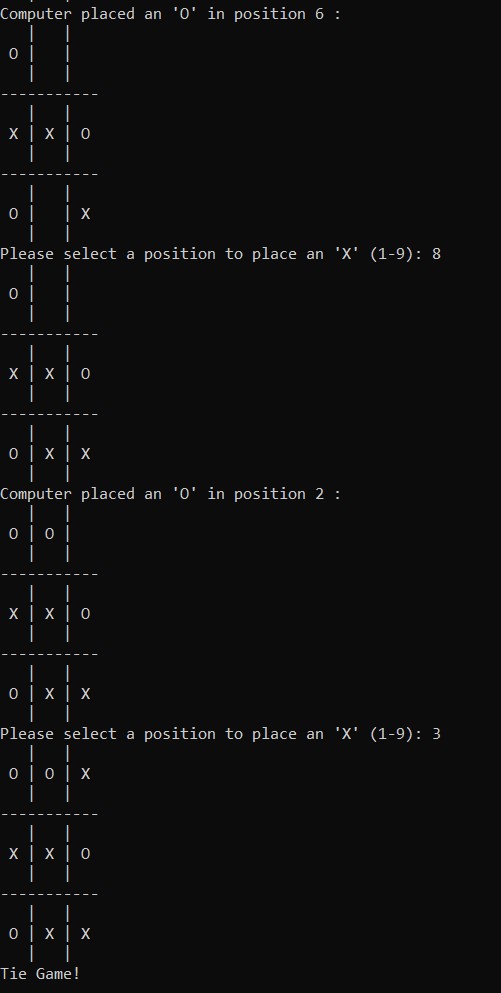 Computer placed an 'O' in position 6 :
   |   |
 O |   |
   |   |
-----------
   |   |
 X | X | O
   |   |
-----------
   |   |
 O |   | X
   |   |
Please select a position to place an 'X' (1-9): 8
   |   |
 O |   |
   |   |
-----------
   |   |
 X | X | O
   |   |
-----------
   |   |
 O | X | X
   |   |
Computer placed an 'O' in position 2 :
   |   |
 O | O |
   |   |
-----------
   |   |
 X | X | O
   |   |
-----------
   |   |
 O | X | X
   |   |
Please select a position to place an 'X' (1-9): 3
   |   |
 O | O | X
   |   |
-----------
   |   |
 X | X | O
   |   |
-----------
   |   |
 O | X | X
   |   |
Tie Game!